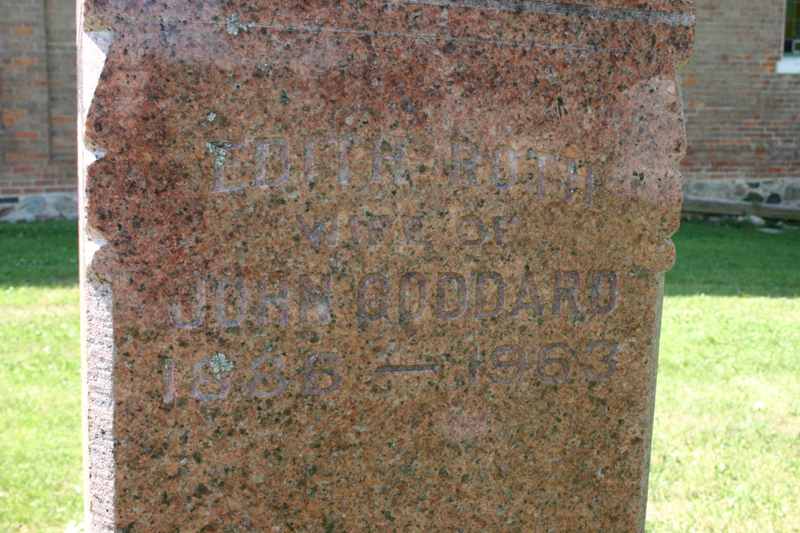 EDITH ROTH
WIFE OF
JOHN GODDARD
1886 — 1963